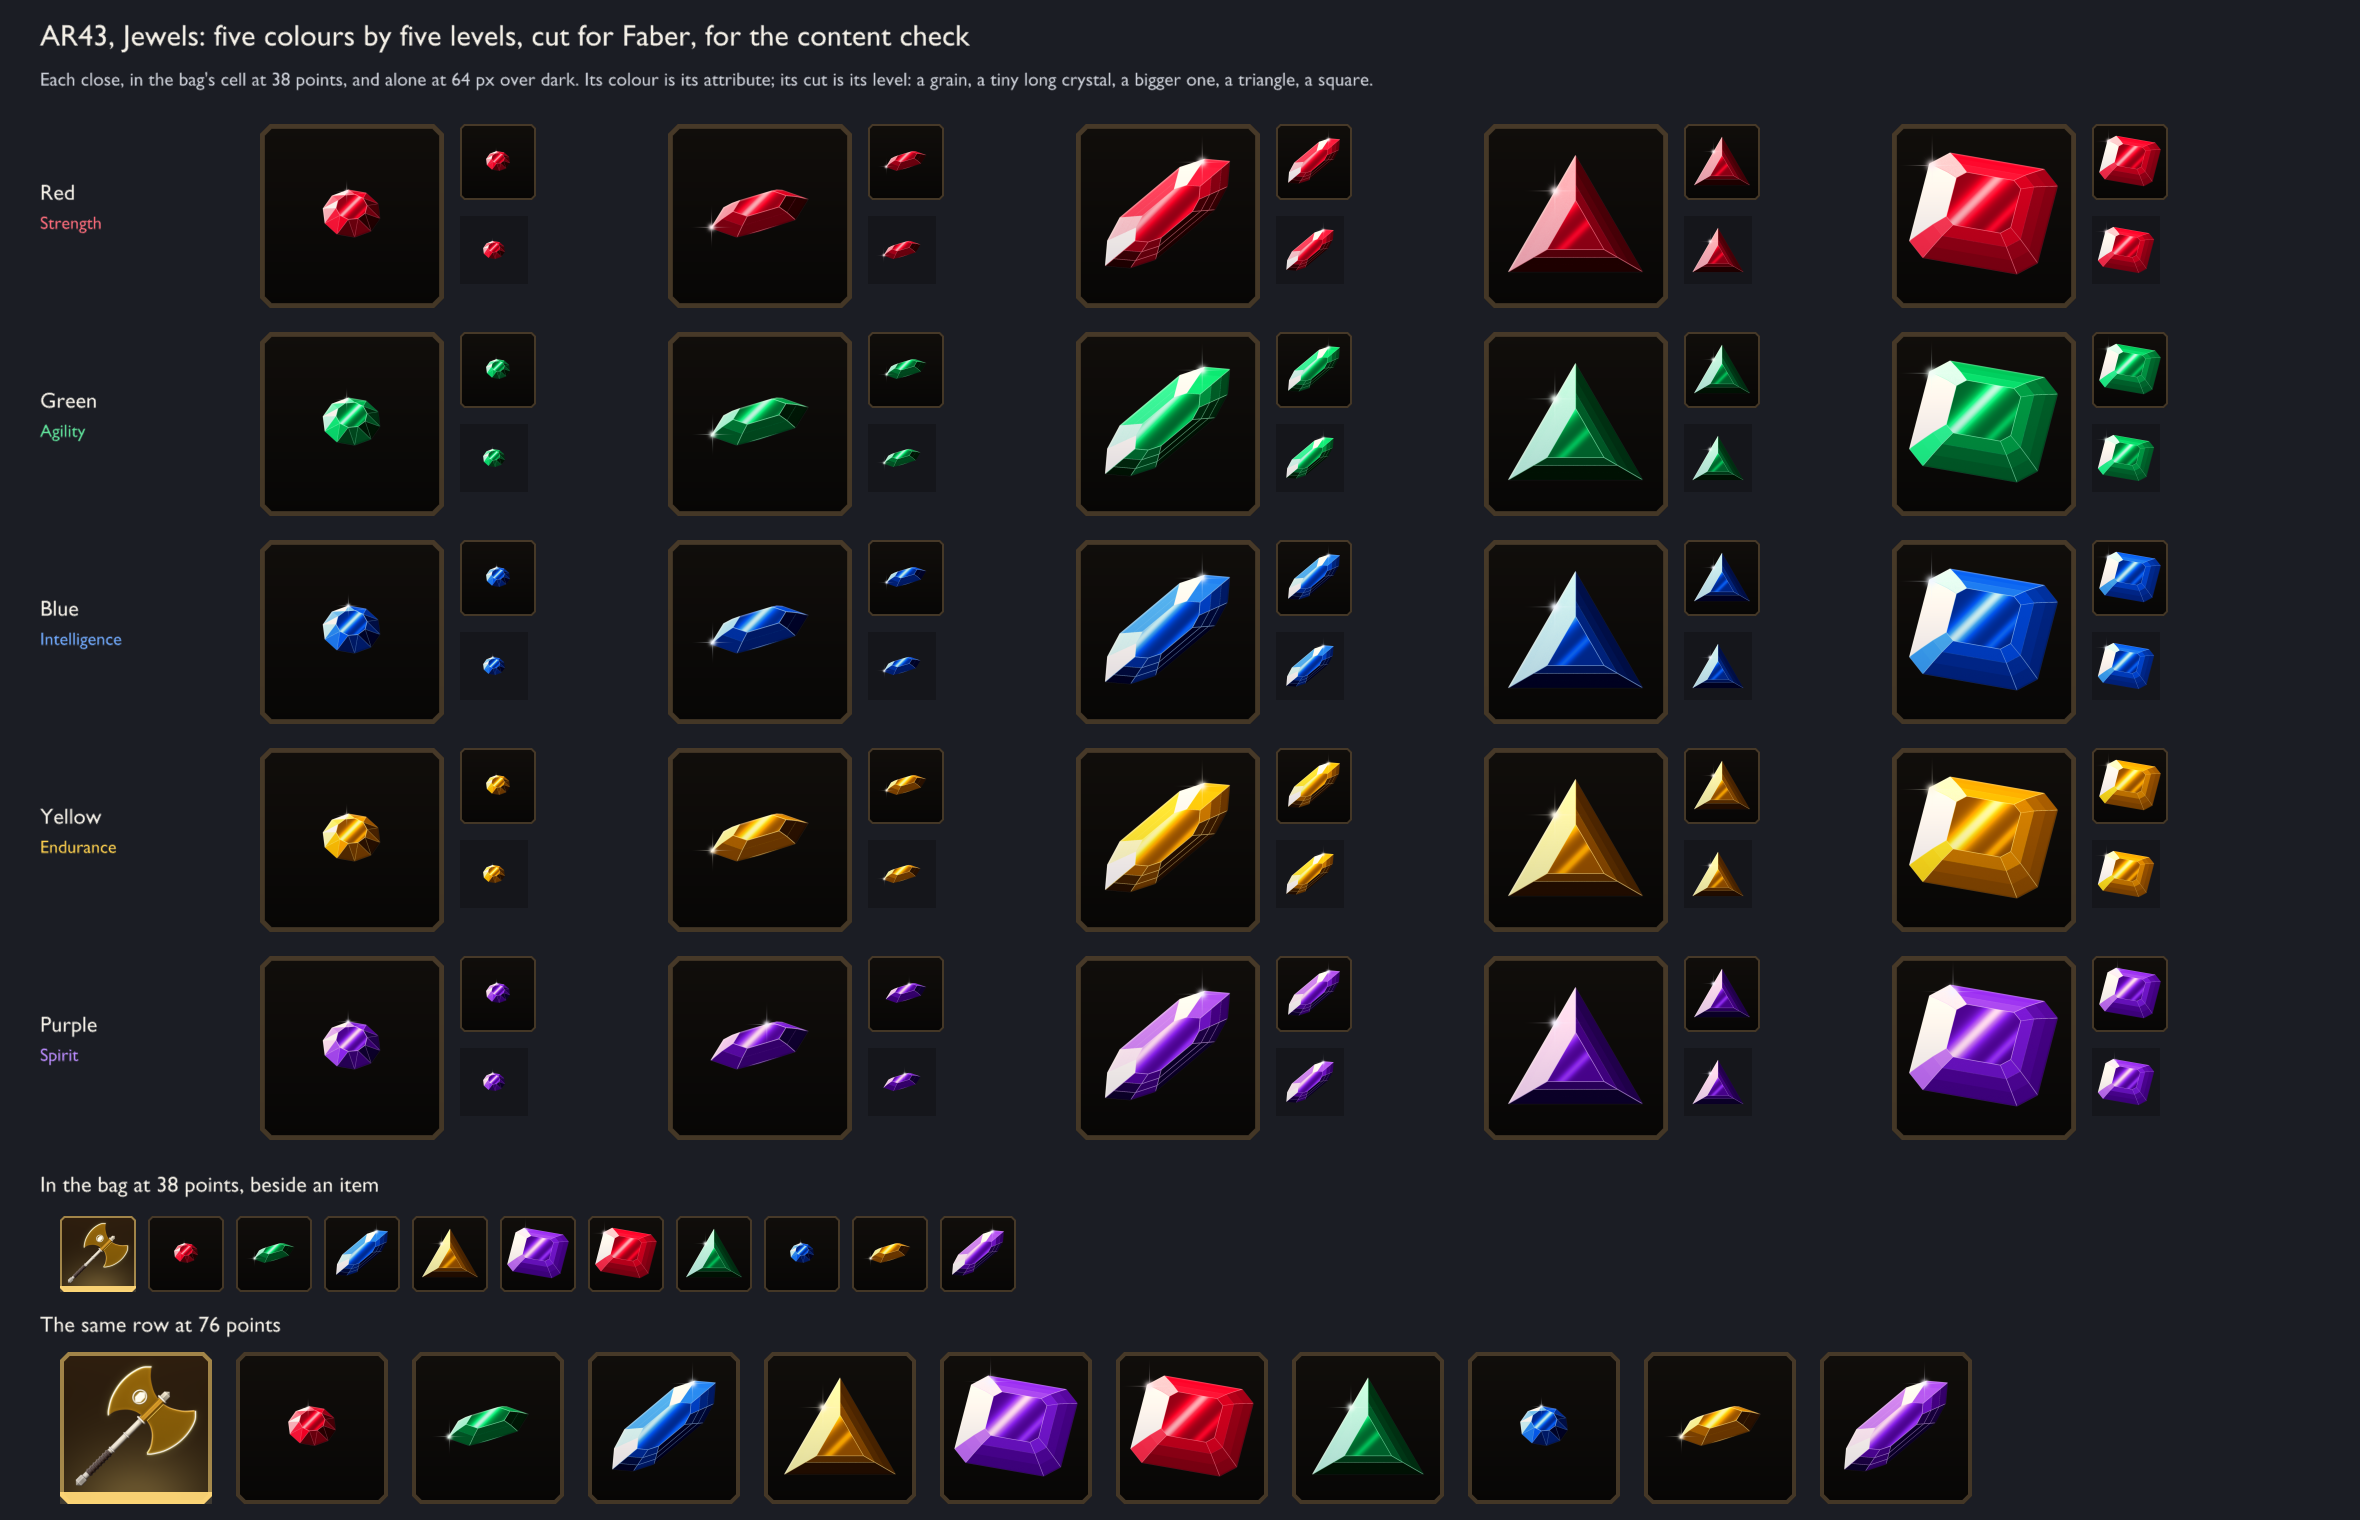 AR43, Jewels: five colours by five levels, cut for Faber, for the content check
Each close, in the bag's cell at 38 points, and alone at 64 px over dark. Its colour is its attribute; its cut is its level: a grain, a tiny long crystal, a bigger one, a triangle, a square.
Red
Strength
Green
Agility
Blue
Intelligence
Yellow
Endurance
Purple
Spirit
In the bag at 38 points, beside an item
The same row at 76 points